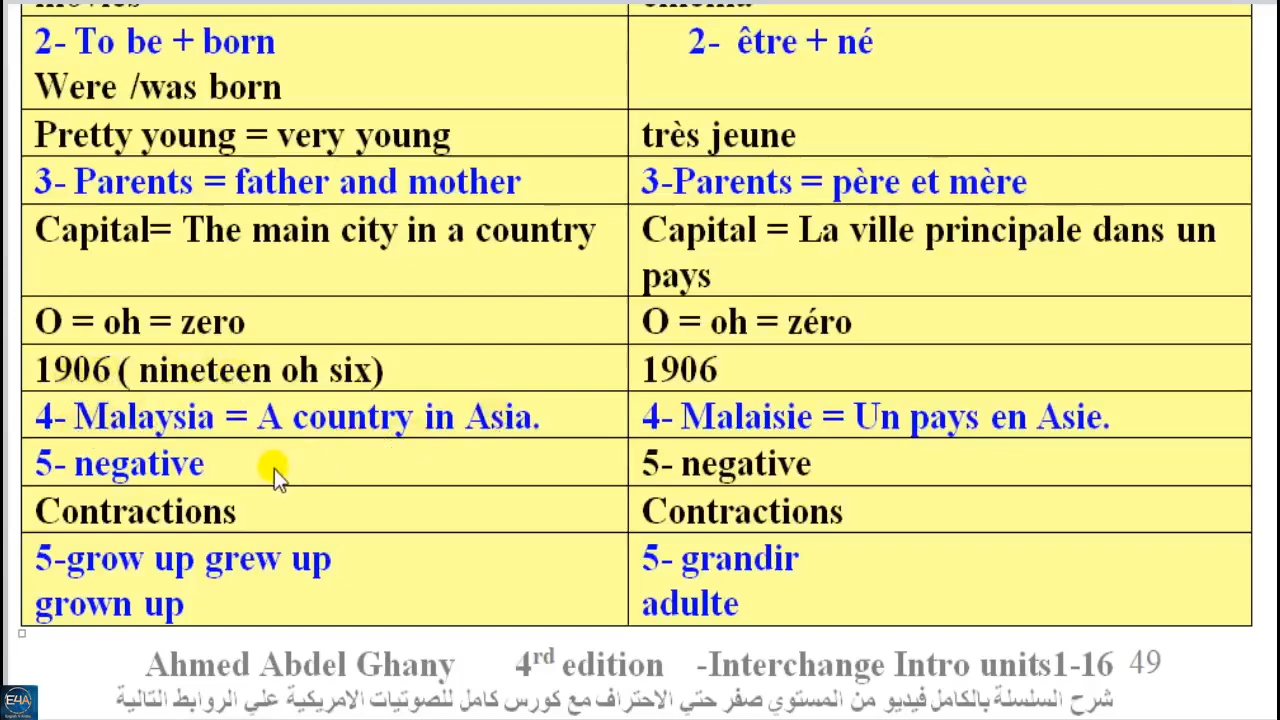 2- To be + born
2- être + né
Were /was born
Pretty young = very young
très jeune
3- Parents = father and mother
3-Parents = père et mère
Capital= The main city in a country
Capital = La ville principale dans un
pays
O = oh = zero
O = oh = zéro
1906 ( nineteen oh six)
1906
4- Malaysia = A country in Asia.
4- Malaisie = Un pays en Asie.
5- negative
5- negative
Contractions
Contractions
5-grow up grew up
5- grandir
grown up
adulte
Ahmed Abdel Ghany 4rd edition -Interchange Intro units1-16 49
شرح السلسلة بالكامل فيديو من المستوي صفر حتي الاحتراف مع كورس كامل للصوتيات الامريكية علي الروابط التالية
E4A